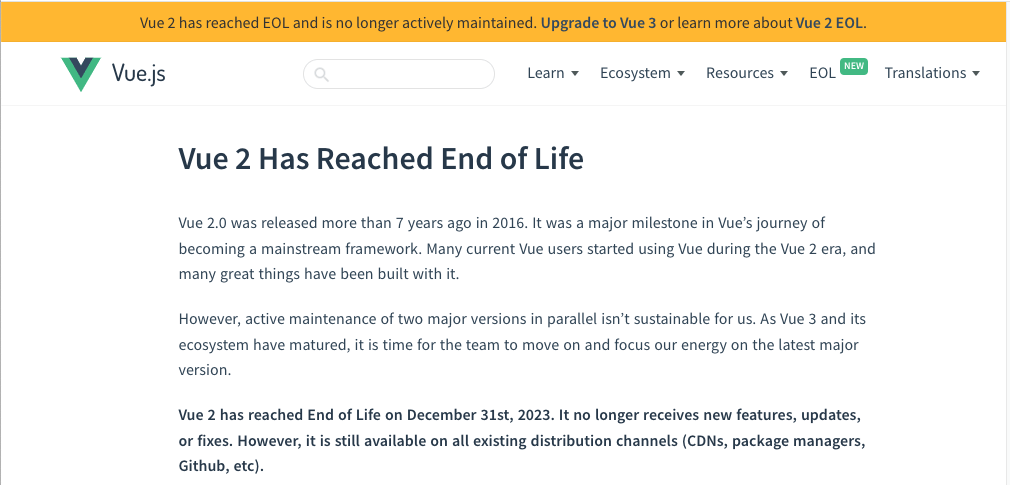 Vue 2 has reached EOL and is no longer actively maintained. Upgrade to Vue 3 or learn more about Vue 2 EOL.
Vue.js
Learn Ecosystem Resources EOL NEW Translations
Vue 2 Has Reached End of Life
Vue 2.0 was released more than 7 years ago in 2016. It was a major milestone in Vue’s journey of
becoming a mainstream framework. Many current Vue users started using Vue during the Vue 2 era, and
many great things have been built with it.
However, active maintenance of two major versions in parallel isn’t sustainable for us. As Vue 3 and its
ecosystem have matured, it is time for the team to move on and focus our energy on the latest major
version.
Vue 2 has reached End of Life on December 31st, 2023. It no longer receives new features, updates,
or fixes. However, it is still available on all existing distribution channels (CDNs, package managers,
Github, etc).